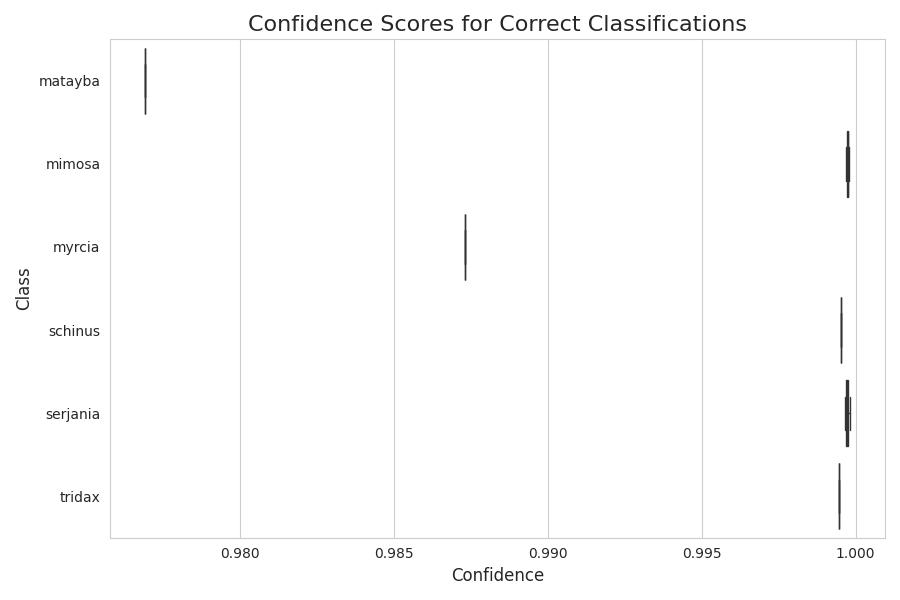 Confidence Scores for Correct Classifications
matayba
mimosa
myrcia
schinus
serjania
tridax
Class
0.980 0.985 0.990 0.995 1.000
Confidence